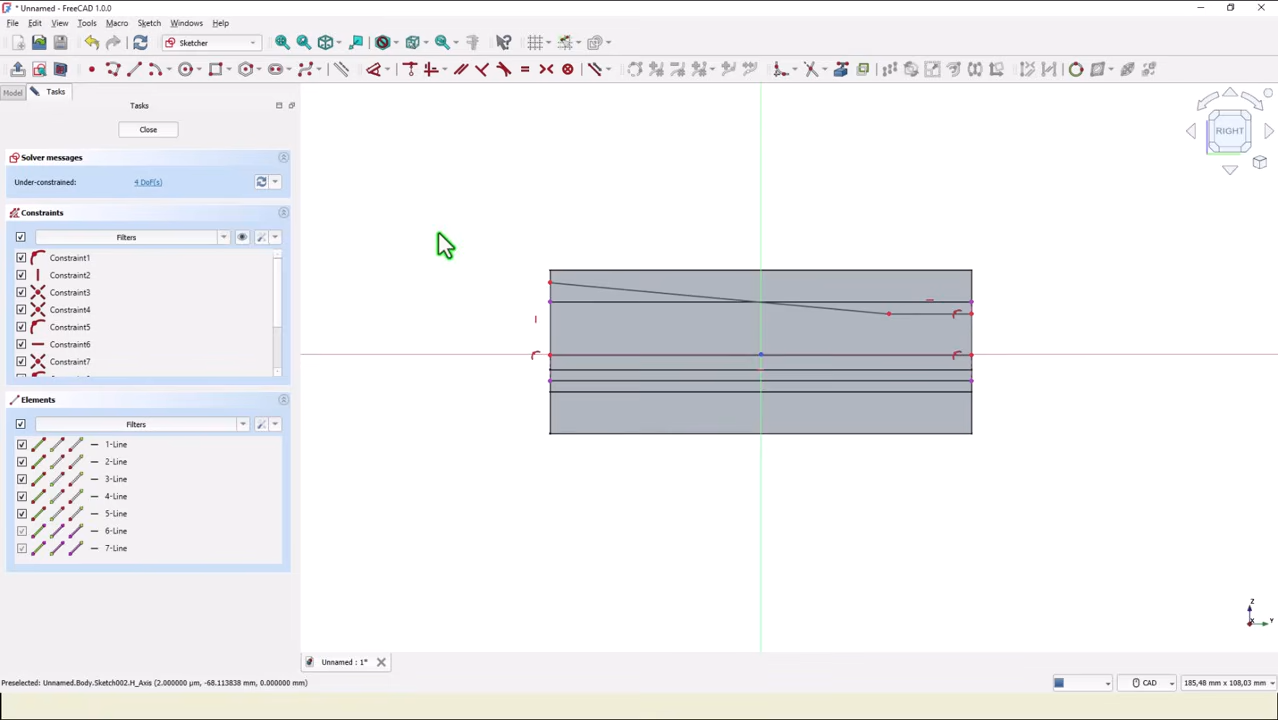 * Unnamed - FreeCAD 1.0.0
File Edit View Tools Macro Sketch Windows Help
Sketcher
Model Tasks
Tasks
RIGHT
Close
Solver messages
Under-constrained: 4 DoF(s)
Constraints
Filters
Constraint1
Constraint2
Constraint3
Constraint4
Constraint5
Constraint6
Constraint7
Elements
Filters
1-Line
2-Line
3-Line
4-Line
5-Line
6-Line
7-Line
Z
X Y
Unnamed : 1*
Preselected: Unnamed.Body.Sketch002.H_Axis (2.000000 µm, -68.113838 mm, 0.000000 mm)
CAD
185,48 mm x 108,03 mm